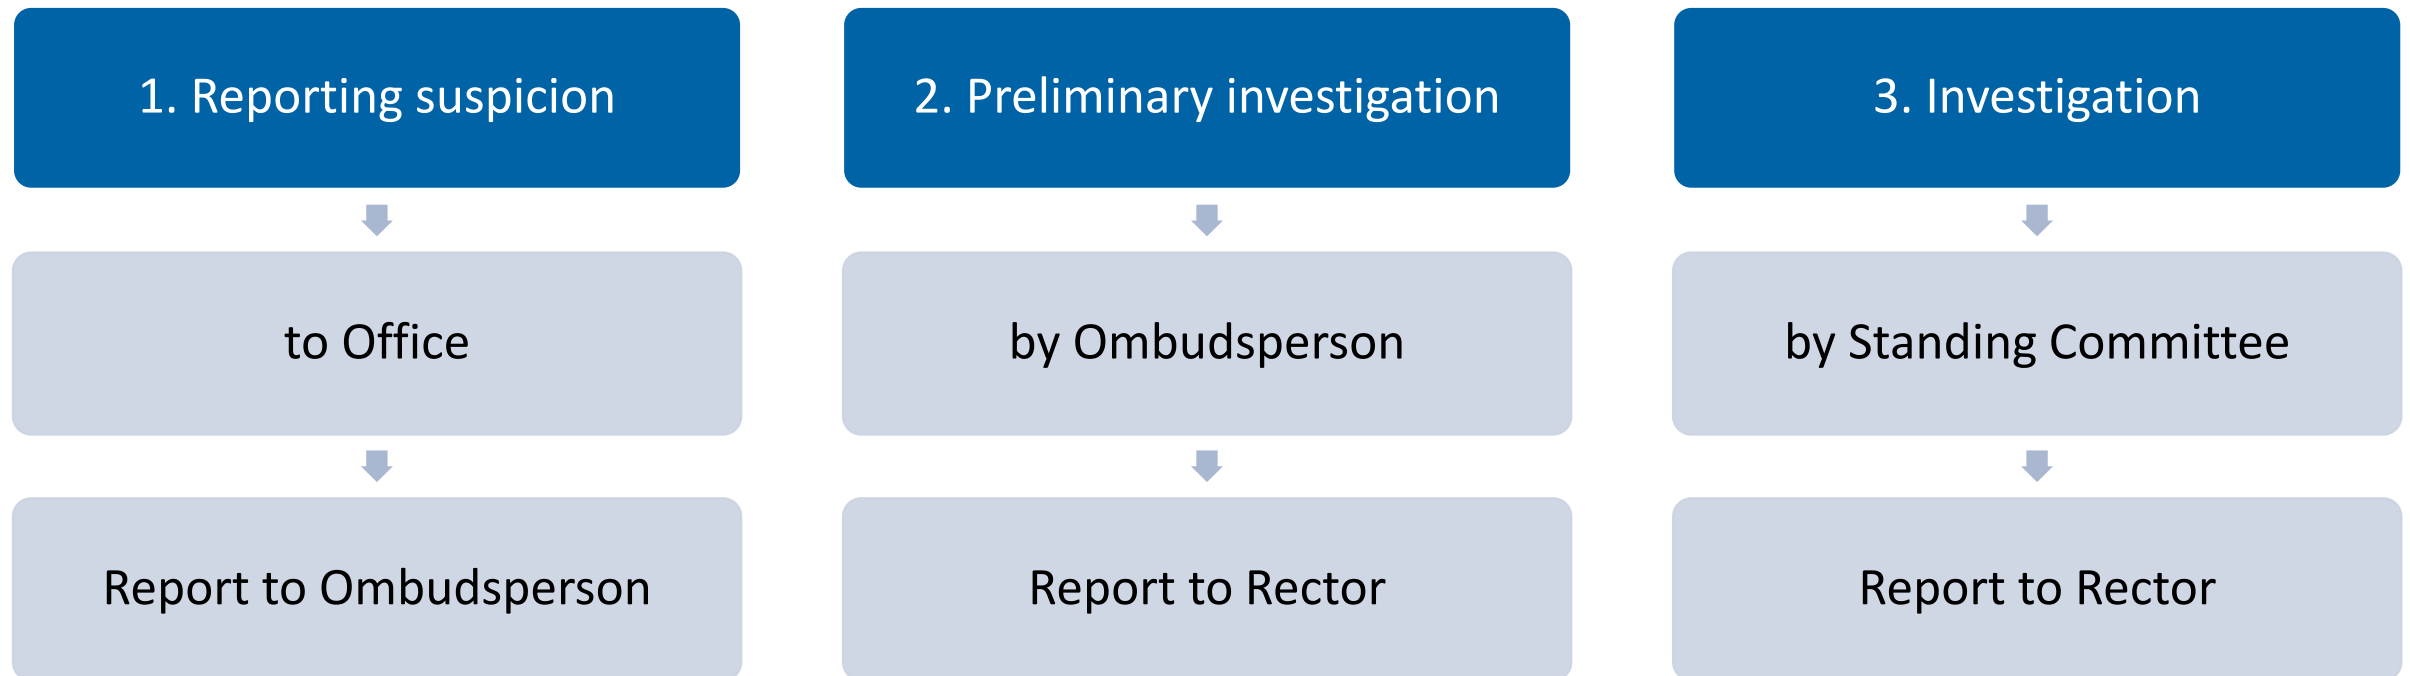 1. Reporting suspicion
to Office
Report to Ombudsperson
2. Preliminary investigation
by Ombudsperson
Report to Rector
3. Investigation
by Standing Committee
Report to Rector